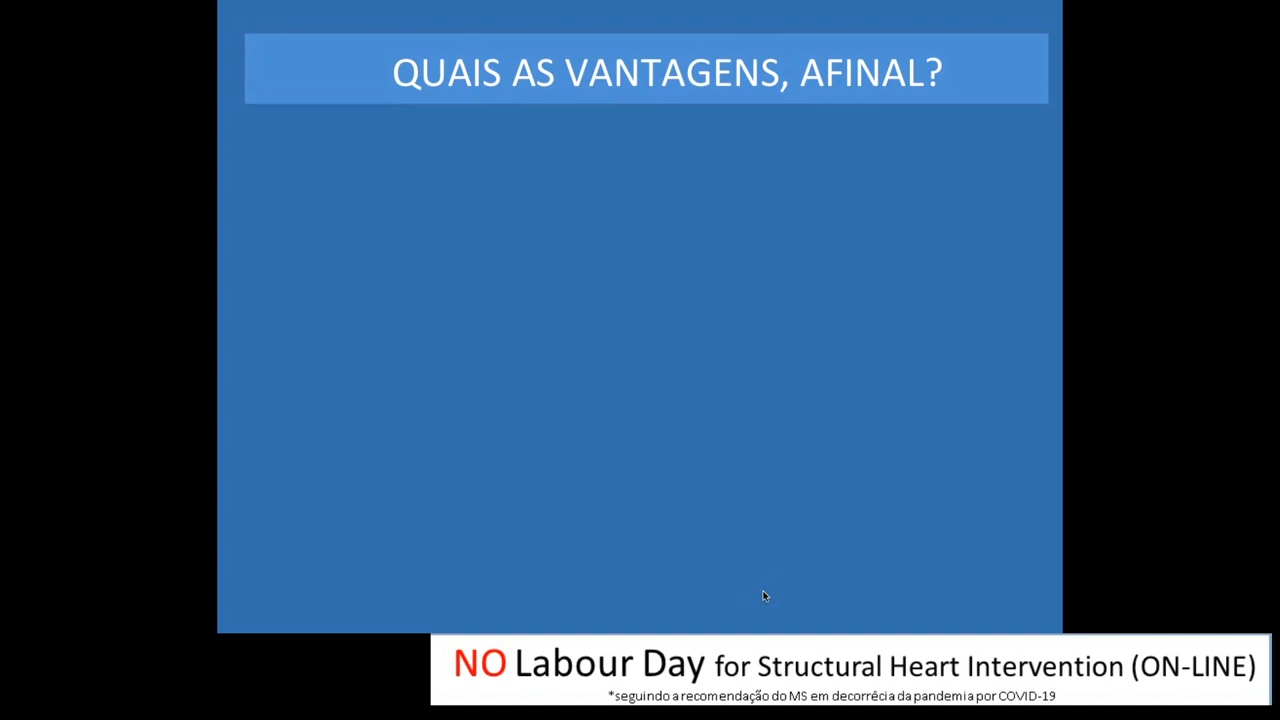 QUAIS AS VANTAGENS, AFINAL?
NO Labour Day for Structural Heart Intervention (ON-LINE)
*seguindo a recomendação do MS em decorrêcia da pandemia por COVID-19